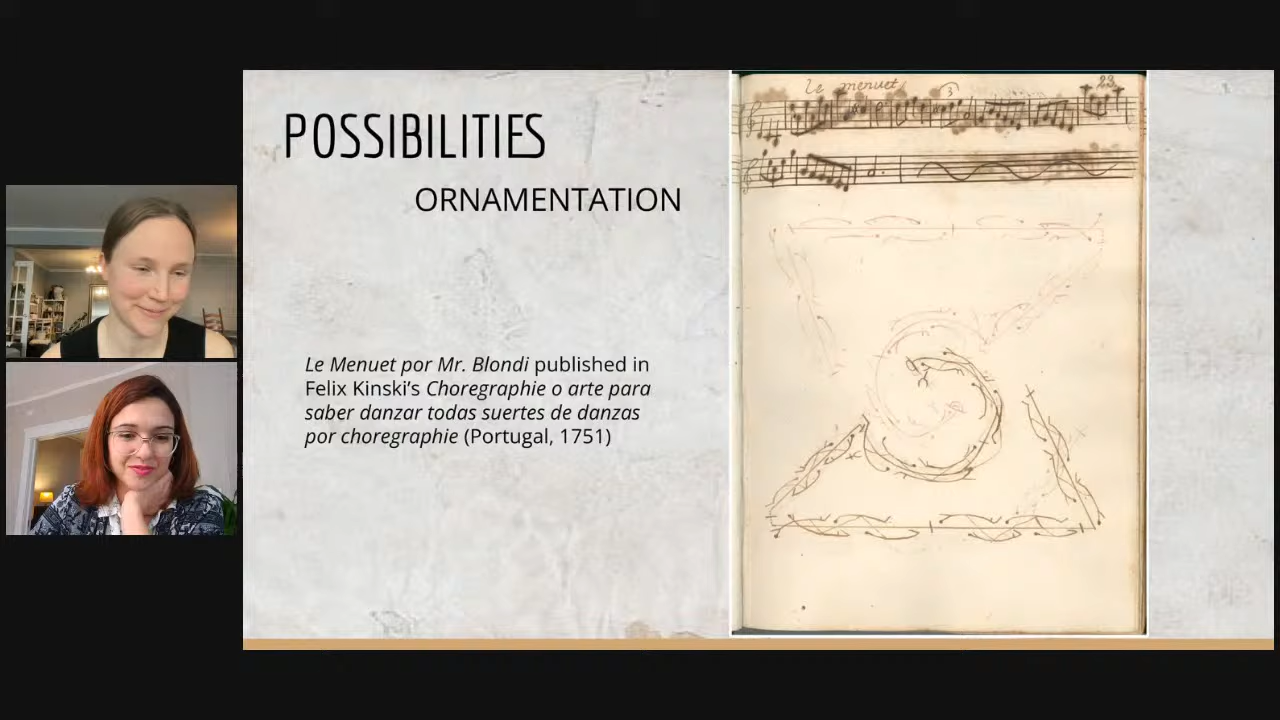 POSSIBILITIES
ORNAMENTATION
Le Menuet por Mr. Blondi published in
Felix Kinski's Choregraphie o arte para
saber danzar todas suertes de danzas
por choregraphie (Portugal, 1751)
le menuet
23
3